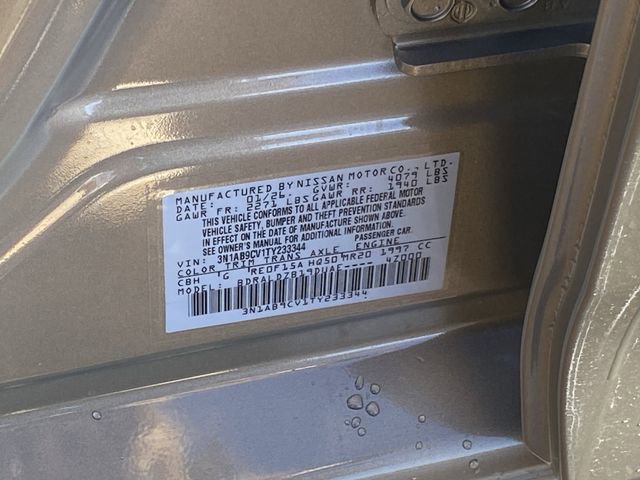 MANUFACTURED BY NISSAN MOTOR CO., LTD.
DATE: 01/26. GVWR: 4079 LBS
GAWR FR: 2271 LBS GAWR RR: 1940 LBS
THIS VEHICLE CONFORMS TO ALL APPLICABLE FEDERAL MOTOR
VEHICLE SAFETY, BUMPER AND THEFT PREVENTION STANDARDS
IN EFFECT ON THE DATE OF MANUFACTURE SHOWN ABOVE.
SEE OWNER'S MANUAL FOR ADDITIONAL INFORMATION
VIN: 3N1AB9CV1TY233344 PASSENGER CAR
COLOR TRIM TRANS AXLE ENGINE
CBH G RE0F15A HQ50 MR20 1997 CC
MODEL: BDRALDZB19DUAE---- 4Z000
3N1AB9CV1TY233344